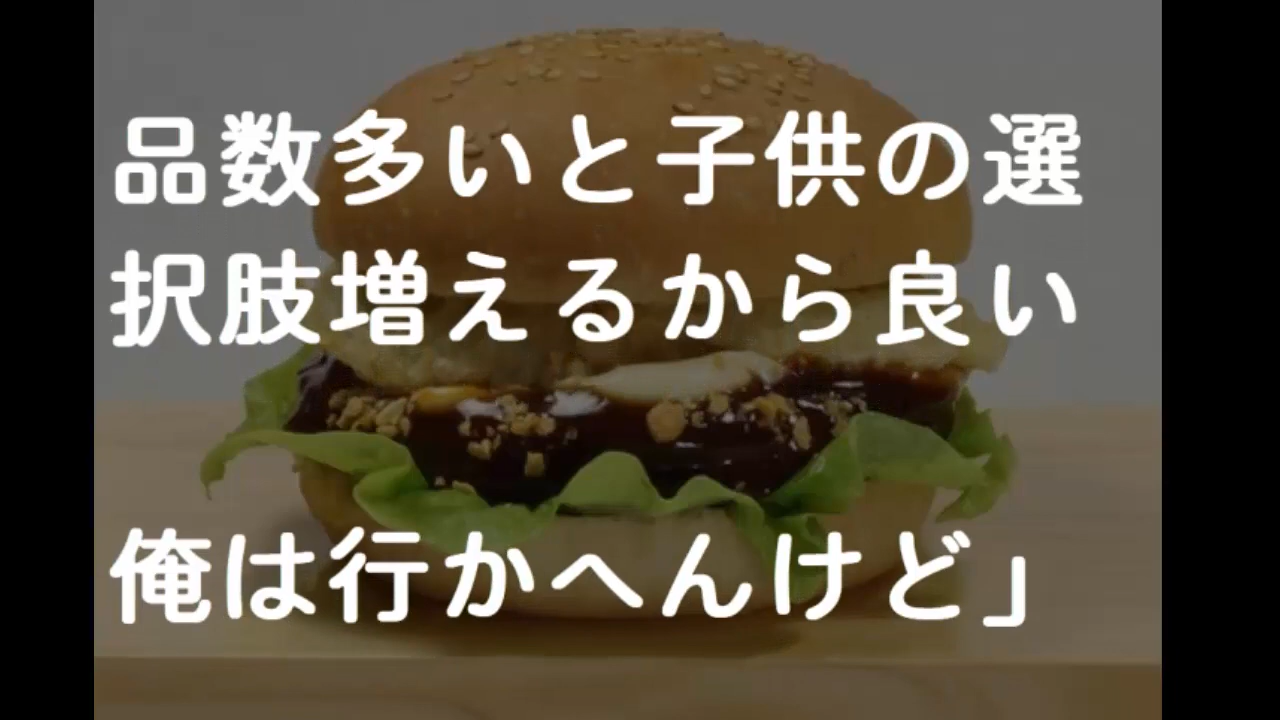 品数多いと子供の選
択肢増えるから良い
俺は行かへんけど」